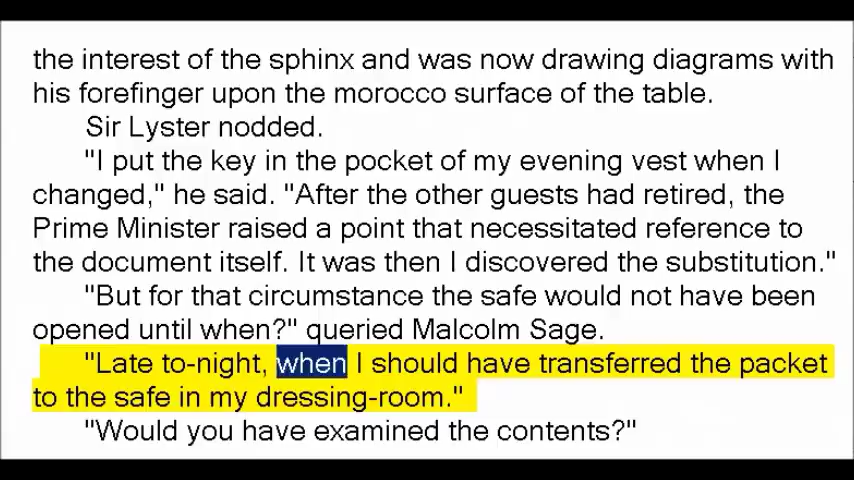 the interest of the sphinx and was now drawing diagrams with
his forefinger upon the morocco surface of the table.
Sir Lyster nodded.
"I put the key in the pocket of my evening vest when I
changed," he said. "After the other guests had retired, the
Prime Minister raised a point that necessitated reference to
the document itself. It was then I discovered the substitution."
"But for that circumstance the safe would not have been
opened until when?" queried Malcolm Sage.
"Late to-night, when I should have transferred the packet
to the safe in my dressing-room."
"Would you have examined the contents?"